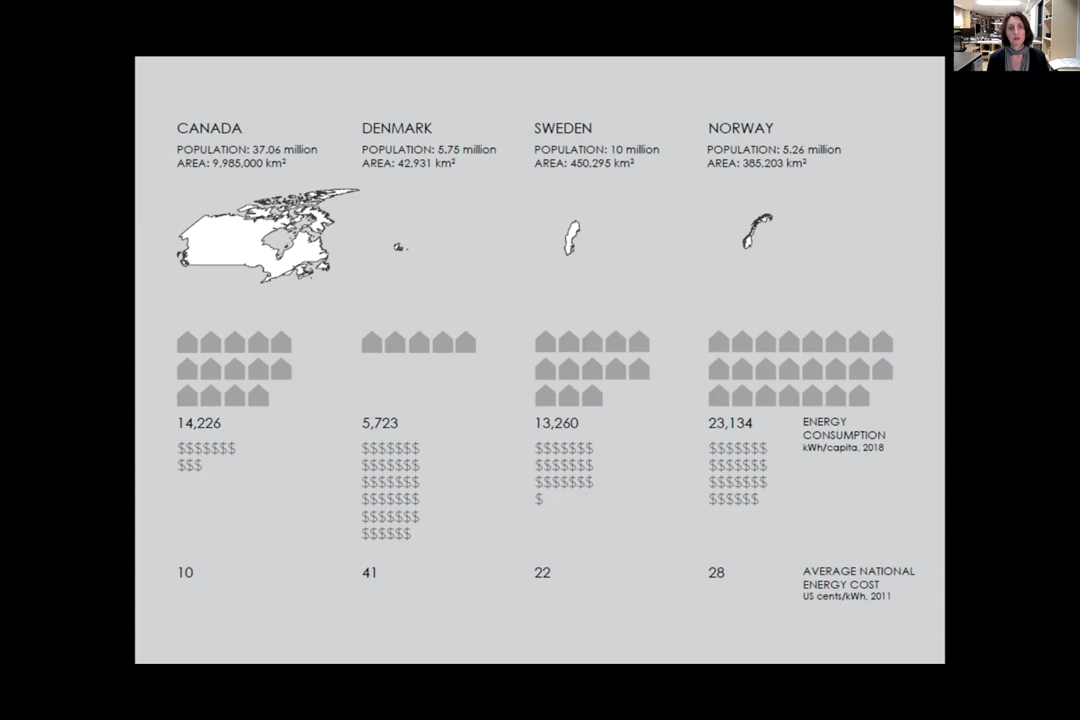 CANADA
POPULATION: 37.06 million
AREA: 9,985,000 km²
DENMARK
POPULATION: 5.75 million
AREA: 42,931 km²
SWEDEN
POPULATION: 10 million
AREA: 450,295 km²
NORWAY
POPULATION: 5.26 million
AREA: 385,203 km²
14,226
$$$$$$$
$$$
5,723
$$$$$$$
$$$$$$$
$$$$$$$
$$$$$$$
$$$$$$$
$$$$$$
13,260
$$$$$$$
$$$$$$$
$$$$$$$
$
23,134
$$$$$$$
$$$$$$$
$$$$$$$
$$$$$$
ENERGY
CONSUMPTION
kWh/capita, 2018
10
41
22
28
AVERAGE NATIONAL
ENERGY COST
US cents/kWh, 2011